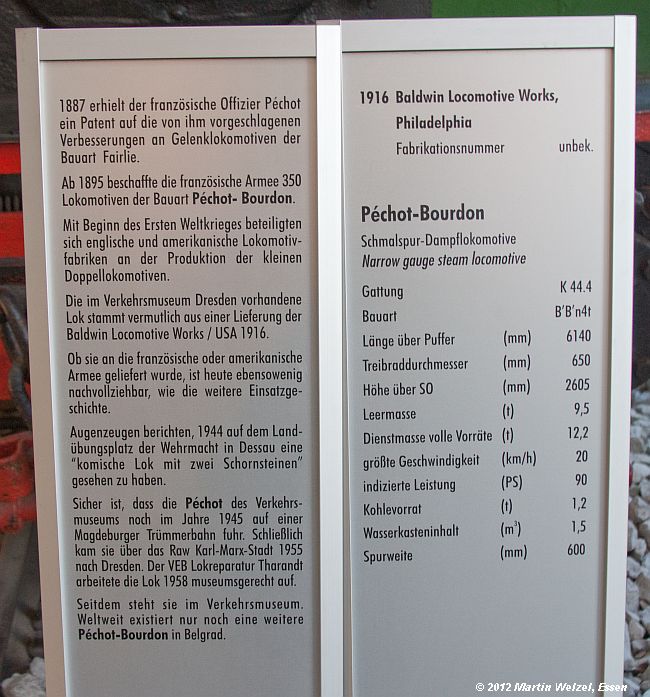 1887 erhielt der französische Offizier Péchot
ein Patent auf die von ihm vorgeschlagenen
Verbesserungen an Gelenklokomotiven der
Bauart Fairlie.
Ab 1895 beschaffte die französische Armee 350
Lokomotiven der Bauart Péchot- Bourdon.
Mit Beginn des Ersten Weltkrieges beteiligten
sich englische und amerikanische Lokomotiv-
fabriken an der Produktion der kleinen
Doppellokomotiven.
Die im Verkehrsmuseum Dresden vorhandene
Lok stammt vermutlich aus einer Lieferung der
Baldwin Locomotive Works / USA 1916.
Ob sie an die französische oder amerikanische
Armee geliefert wurde, ist heute ebensowenig
nachvollziehbar, wie die weitere Einsatzge-
schichte.
Augenzeugen berichten, 1944 auf dem Land-
übungsplatz der Wehrmacht in Dessau eine
"komische Lok mit zwei Schornsteinen"
gesehen zu haben.
Sicher ist, dass die Péchot des Verkehrs-
museums noch im Jahre 1945 auf einer
Magdeburger Trümmerbahn fuhr. Schließlich
kam sie über das Raw Karl-Marx-Stadt 1955
nach Dresden. Der VEB Lokreparatur Tharandt
arbeitete die Lok 1958 museumsgerecht auf.
Seitdem steht sie im Verkehrsmuseum.
Weltweit existiert nur noch eine weitere
Péchot-Bourdon in Belgrad.
1916 Baldwin Locomotive Works,
Philadelphia
Fabrikationsnummer unbek.
Péchot-Bourdon
Schmalspur-Dampflokomotive
Narrow gauge steam locomotive
Gattung K 44.4
Bauart B'B'n4t
Länge über Puffer (mm) 6140
Treibraddurchmesser (mm) 650
Höhe über SO (mm) 2605
Leermasse (t) 9,5
Dienstmasse volle Vorräte (t) 12,2
größte Geschwindigkeit (km/h) 20
indizierte Leistung (PS) 90
Kohlevorrat (t) 1,2
Wasserkasteninhalt (m³) 1,5
Spurweite (mm) 600
© 2012 Martin Welzel, Essen